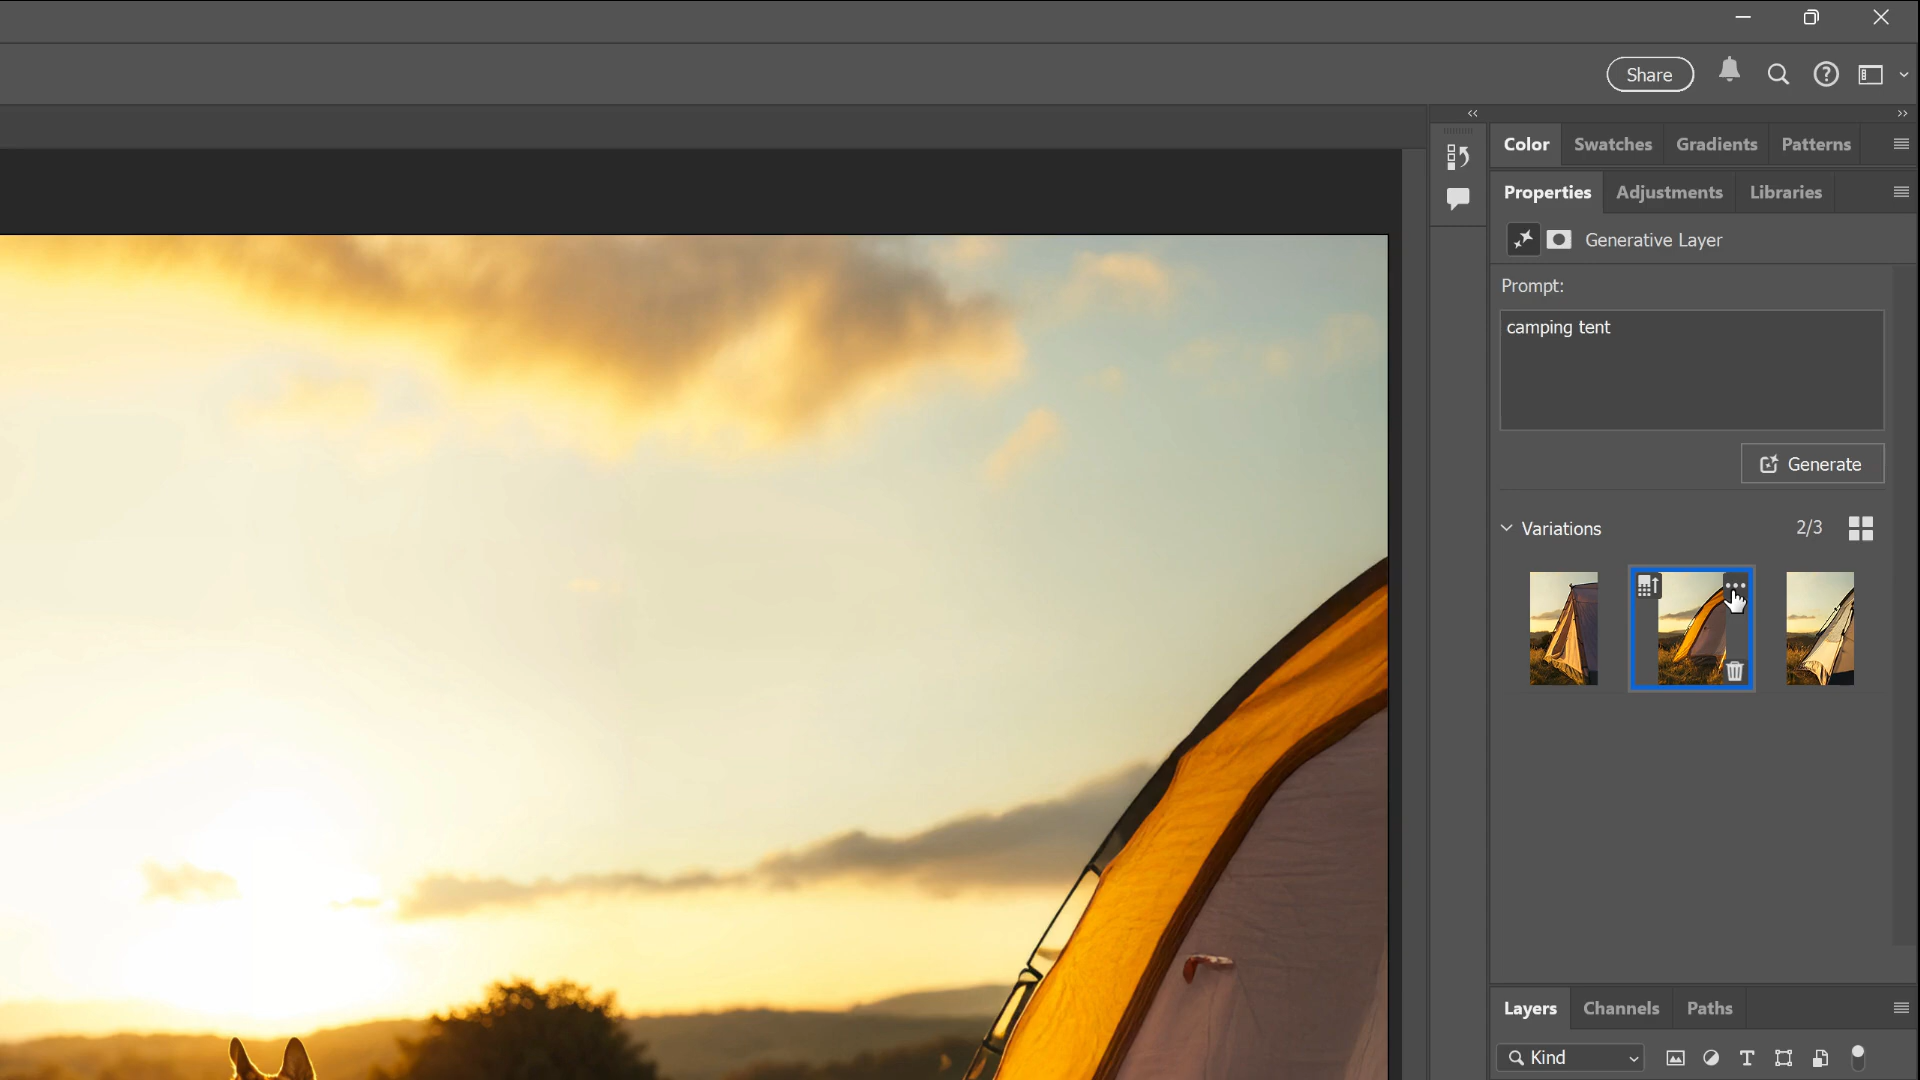 Share
Color Swatches Gradients Patterns
Properties Adjustments Libraries
Generative Layer
Prompt:
camping tent
Generate
Variations 2/3
Layers Channels Paths
Kind